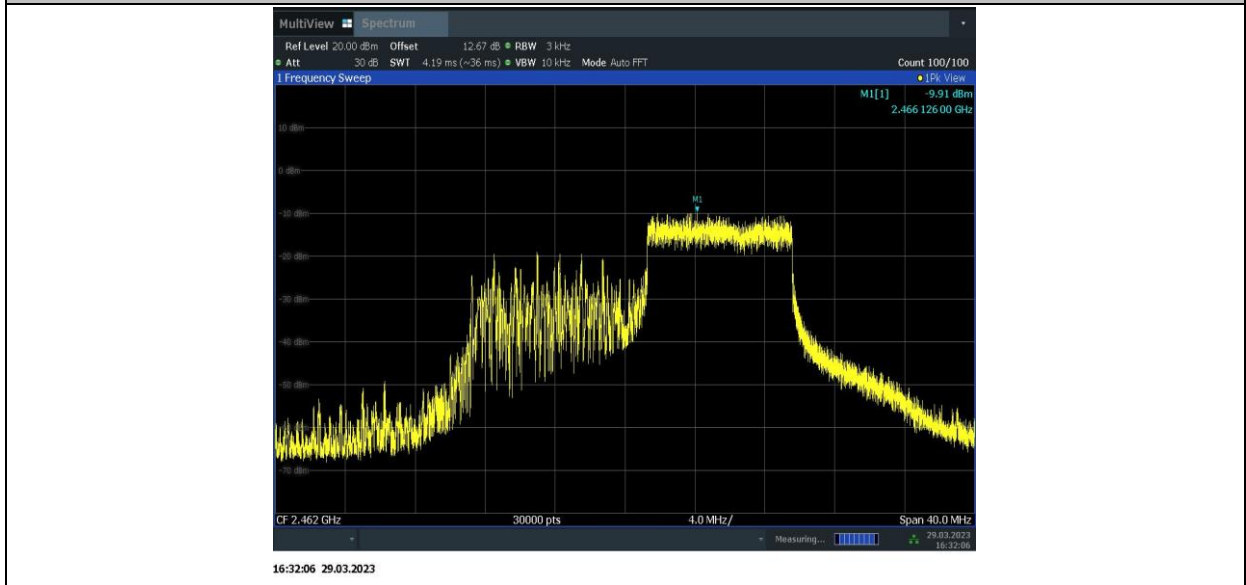 MultiView Spectrum
Ref Level 20.00 dBm Offset 12.67 dB RBW 3 kHz
Att 30 dB SWT 4.19 ms (~36 ms) VBW 10 kHz Mode Auto FFT Count 100/100
1 Frequency Sweep 1Pk View
M1[1] -9.91 dBm
2.466 126 00 GHz
10 dBm
0 dBm
M1
-10 dBm
-20 dBm
-30 dBm
-40 dBm
-50 dBm
-70 dBm
CF 2.462 GHz 30000 pts 4.0 MHz/ Span 40.0 MHz
Measuring... 29.03.2023
16:32:06
16:32:06 29.03.2023